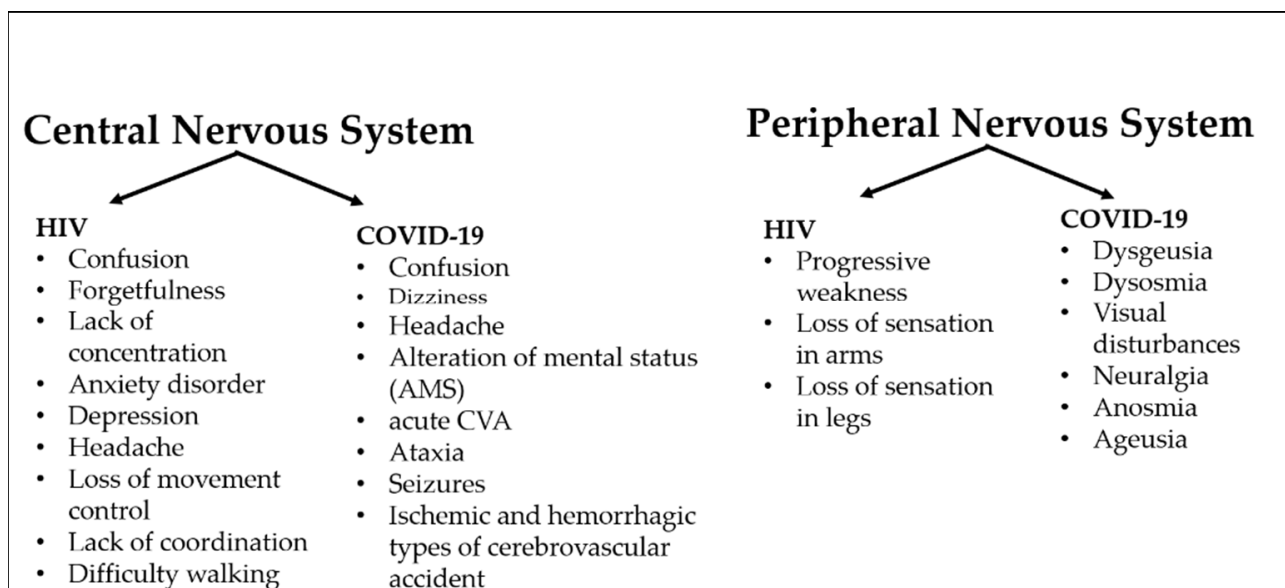 Central Nervous System
HIV
• Confusion
• Forgetfulness
• Lack of
concentration
• Anxiety disorder
• Depression
• Headache
• Loss of movement
control
• Lack of coordination
• Difficulty walking
COVID-19
• Confusion
• Dizziness
• Headache
• Alteration of mental status
(AMS)
• acute CVA
• Ataxia
• Seizures
• Ischemic and hemorrhagic
types of cerebrovascular
accident
Peripheral Nervous System
HIV
• Progressive
weakness
• Loss of sensation
in arms
• Loss of sensation
in legs
COVID-19
• Dysgeusia
• Dysosmia
• Visual
disturbances
• Neuralgia
• Anosmia
• Ageusia